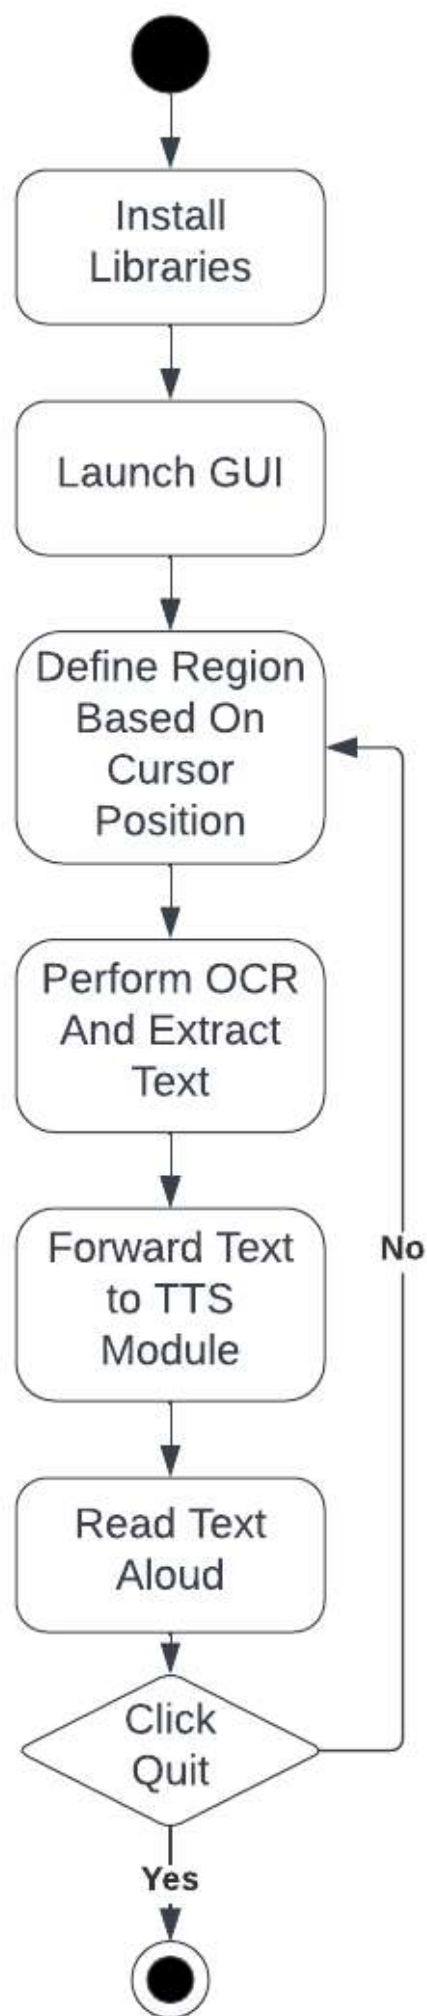 Install
Libraries
Launch GUI
Define Region
Based On
Cursor
Position
Perform OCR
And Extract
Text
Forward Text
to TTS
Module
No
Read Text
Aloud
Click
Quit
Yes